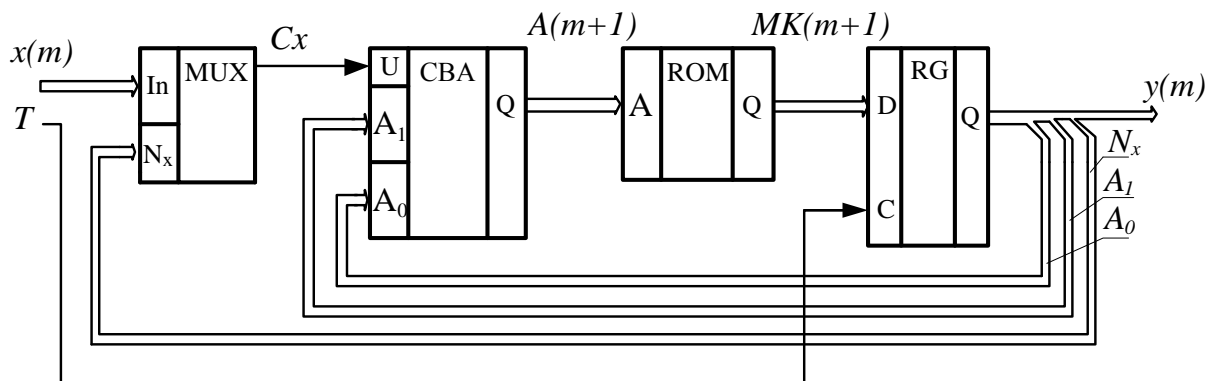 x(m)
T
In
Nx
MUX
Cx
U
A1
A0
CBA
Q
A(m+1)
A
ROM
Q
MK(m+1)
D
C
RG
Q
y(m)
Nx
A1
A0